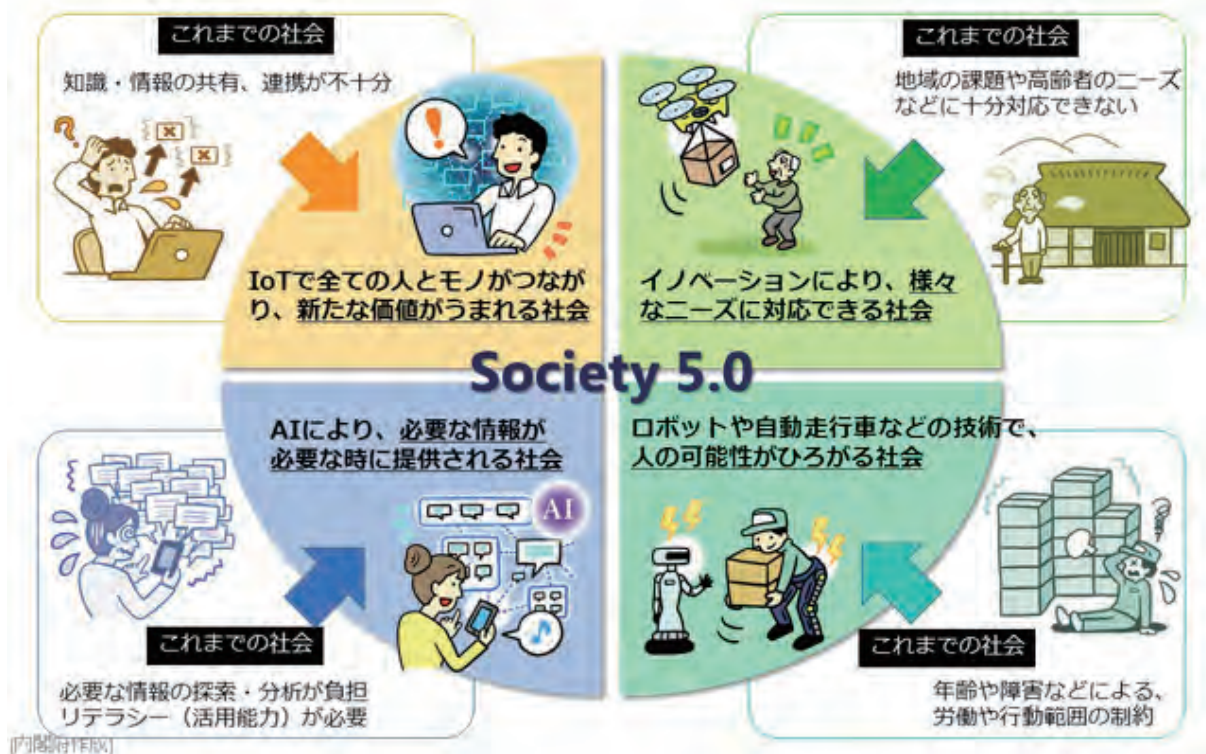 これまでの社会
知識・情報の共有、連携が不十分
IoTで全ての人とモノがつなが
り、新たな価値がうまれる社会
これまでの社会
地域の課題や高齢者のニーズ
などに十分対応できない
イノベーションにより、様々
なニーズに対応できる社会
Society 5.0
AIにより、必要な情報が
必要な時に提供される社会
AI
これまでの社会
必要な情報の探索・分析が負担
リテラシー（活用能力）が必要
ロボットや自動走行車などの技術で、
人の可能性がひろがる社会
これまでの社会
年齢や障害などによる、
労働や行動範囲の制約
[内閣府作成]